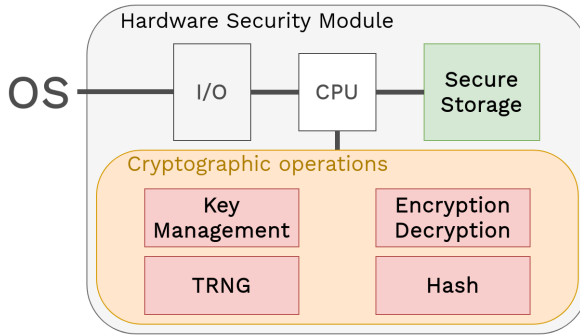 Hardware Security Module
OS
I/O
CPU
Secure
Storage
Cryptographic operations
Key
Management
Encryption
Decryption
TRNG
Hash